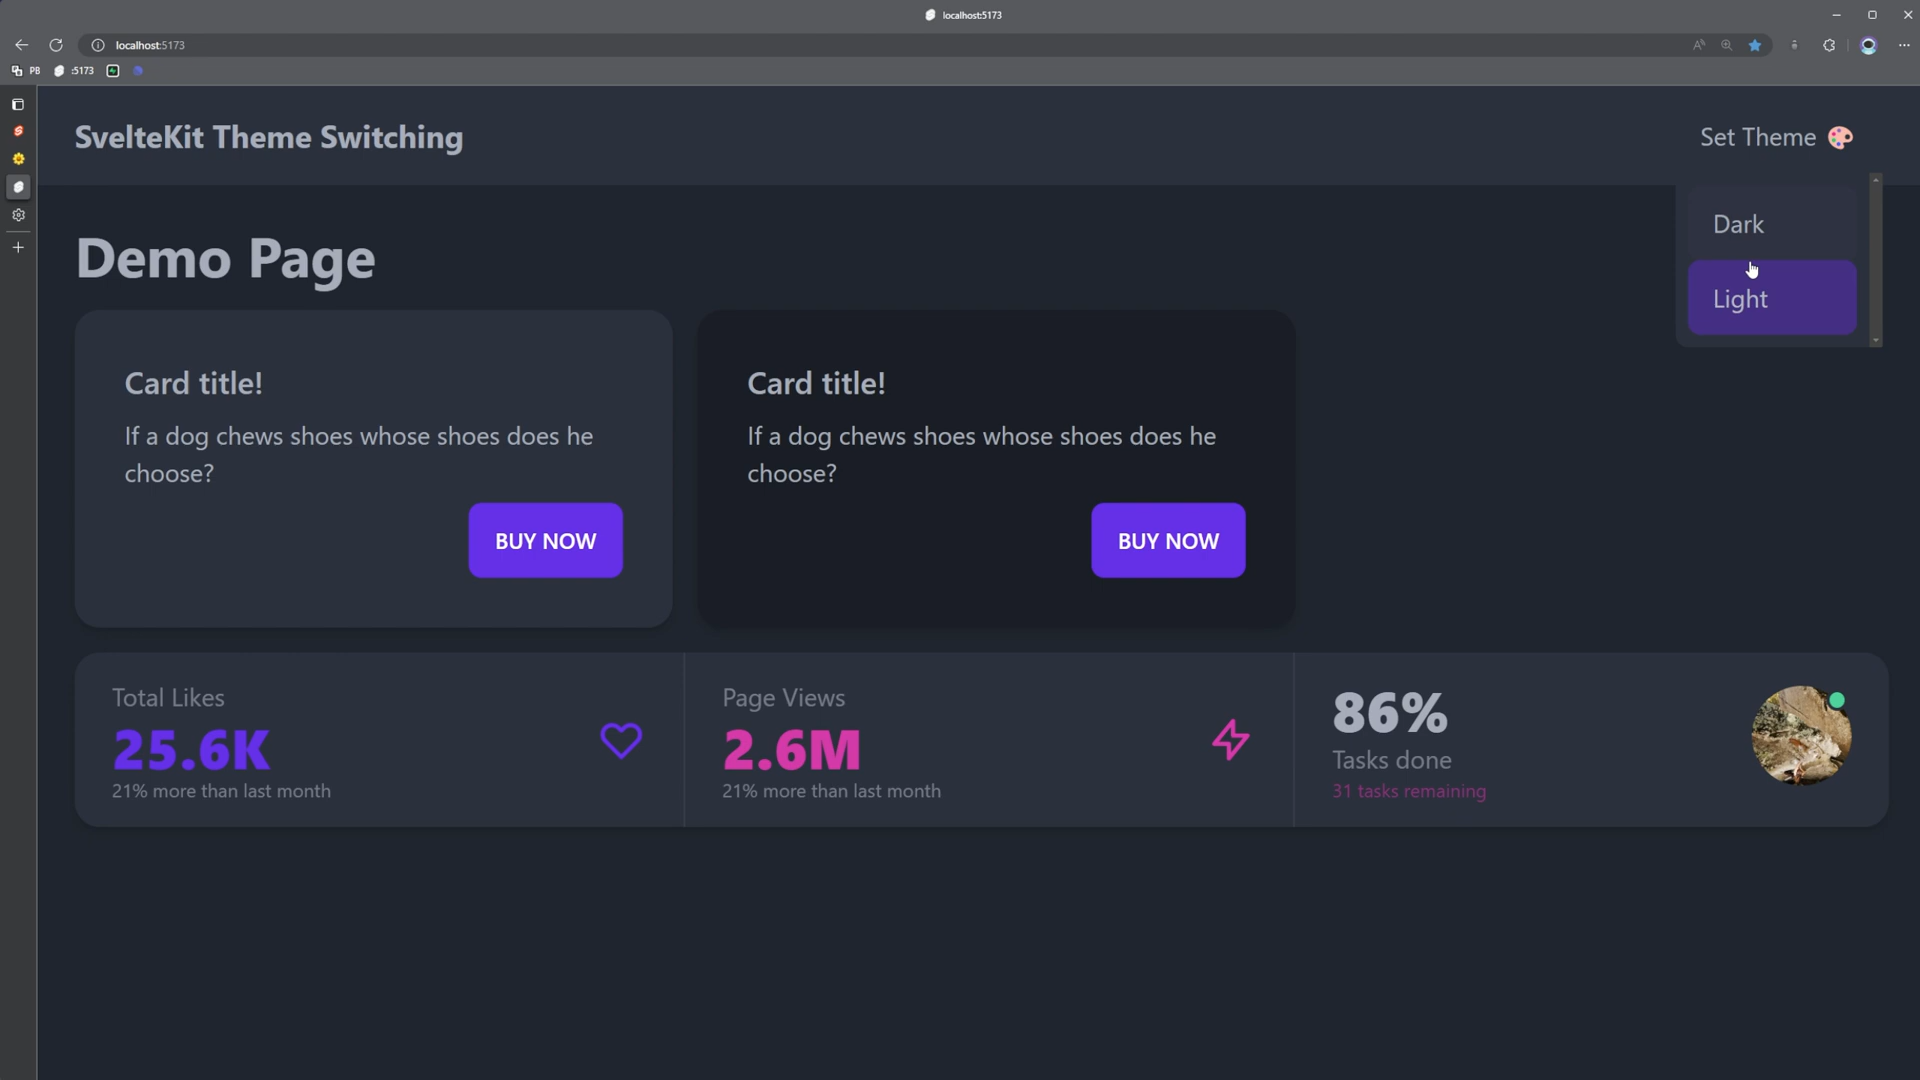 localhost:5173
localhost:5173
PB :5173
SvelteKit Theme Switching
Set Theme
Dark
Light
Demo Page
Card title!
If a dog chews shoes whose shoes does he
choose?
BUY NOW
Card title!
If a dog chews shoes whose shoes does he
choose?
BUY NOW
Total Likes
25.6K
21% more than last month
Page Views
2.6M
21% more than last month
86%
Tasks done
31 tasks remaining